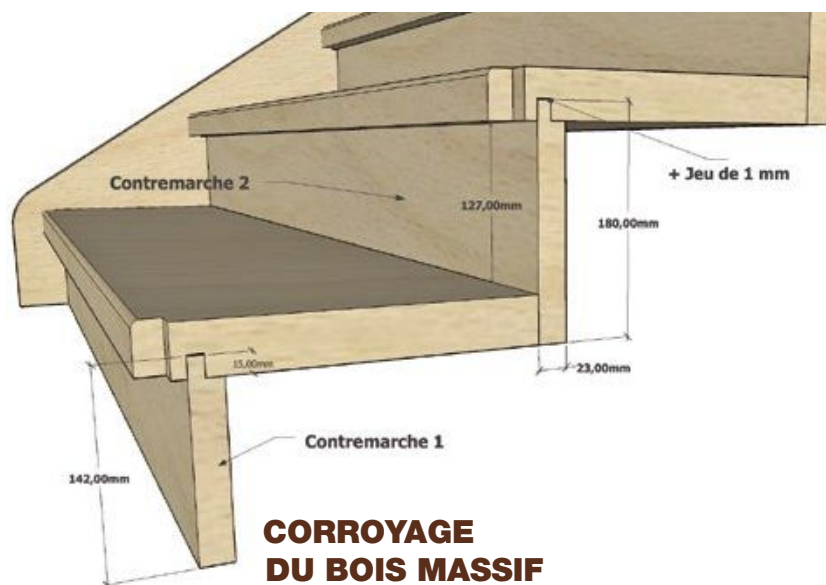 + Jeu de 1 mm
Contremarche 2
127,00mm
180,00mm
15,00mm
23,00mm
Contremarche 1
142,00mm
CORROYAGE
DU BOIS MASSIF